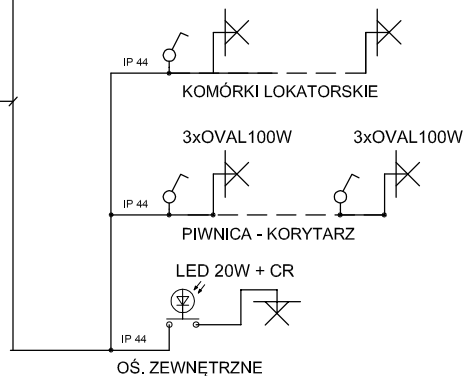 IP 44
KOMÓRKI LOKATORSKIE
3xOVAL100W 3xOVAL100W
IP 44
PIWNICA - KORYTARZ
LED 20W + CR
IP 44
OŚ. ZEWNĘTRZNE